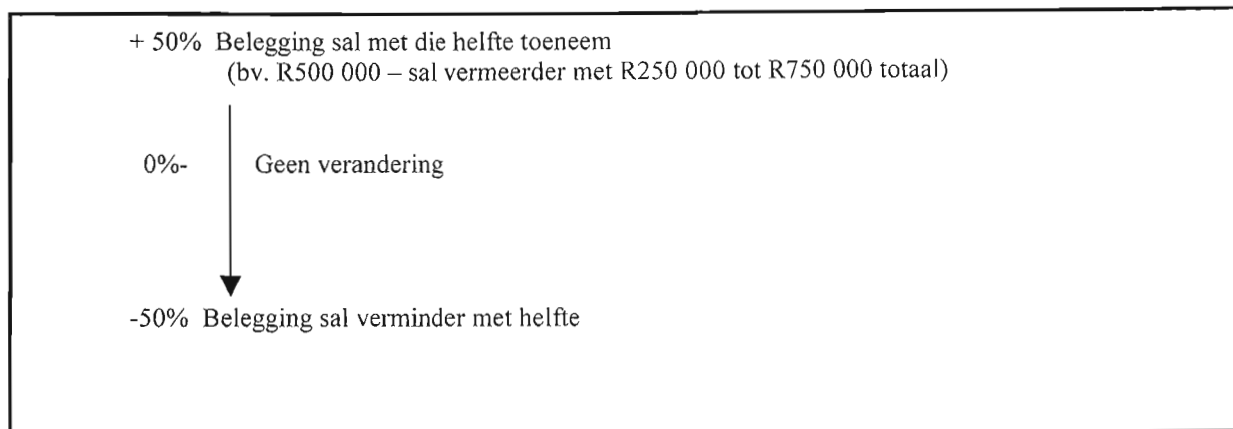 + 50% Belegging sal met die helfte toeneem
(bv. R500 000 – sal vermeerder met R250 000 tot R750 000 totaal)
0%- Geen verandering
-50% Belegging sal verminder met helfte